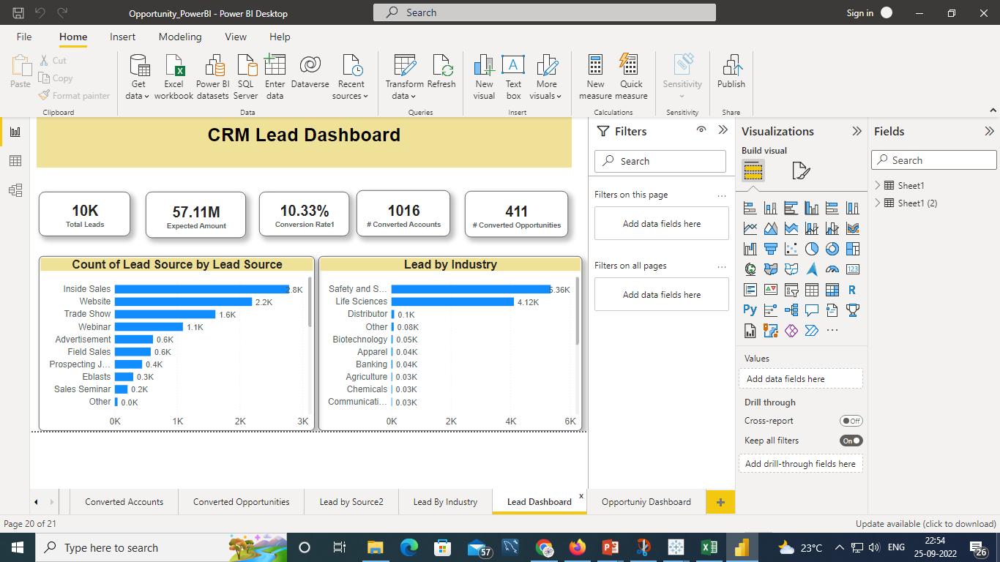 Opportunity_PowerBI - Power BI Desktop
Search
Sign in
File Home Insert Modeling View Help
Paste
Cut
Copy
Format painter
Clipboard
Get data
Excel workbook
Power BI datasets
SQL Server
Enter data
Dataverse
Recent sources
Data
Transform data
Refresh
Queries
New visual
Text box
More visuals
Insert
New measure
Quick measure
Calculations
Sensitivity
Sensitivity
Publish
Share
CRM Lead Dashboard
10K
Total Leads
57.11M
Expected Amount
10.33%
Conversion Rate1
1016
# Converted Accounts
411
# Converted Opportunities
Count of Lead Source by Lead Source
Inside Sales 2.8K
Website 2.2K
Trade Show 1.6K
Webinar 1.1K
Advertisement 0.6K
Field Sales 0.6K
Prospecting J... 0.4K
Eblasts 0.3K
Sales Seminar 0.2K
Other 0.0K
0K 1K 2K 3K
Lead by Industry
Safety and S... 5.36K
Life Sciences 4.12K
Distributor 0.1K
Other 0.08K
Biotechnology 0.05K
Apparel 0.04K
Banking 0.04K
Agriculture 0.03K
Chemicals 0.03K
Communicati... 0.03K
0K 2K 4K 6K
Filters
Search
Filters on this page ...
Add data fields here
Filters on all pages ...
Add data fields here
Visualizations
Build visual
123
R
Py
...
Values
Add data fields here
Drill through
Cross-report Off
Keep all filters On
Add drill-through fields here
Fields
Search
Sheet1
Sheet1 (2)
Converted Accounts
Converted Opportunities
Lead by Source2
Lead By Industry
Lead Dashboard x
Opportuniy Dashboard
+
Page 20 of 21
Update available (click to download)
Type here to search
57
23°C
ENG
22:54
25-09-2022
26